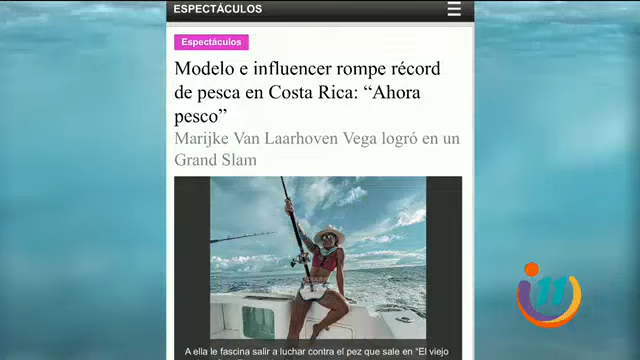 ESPECTÁCULOS
Espectáculos
Modelo e influencer rompe récord
de pesca en Costa Rica: “Ahora
pesco”
Marijke Van Laarhoven Vega logró en un
Grand Slam
A ella le fascina salir a luchar contra el pez que sale en “El viejo
11